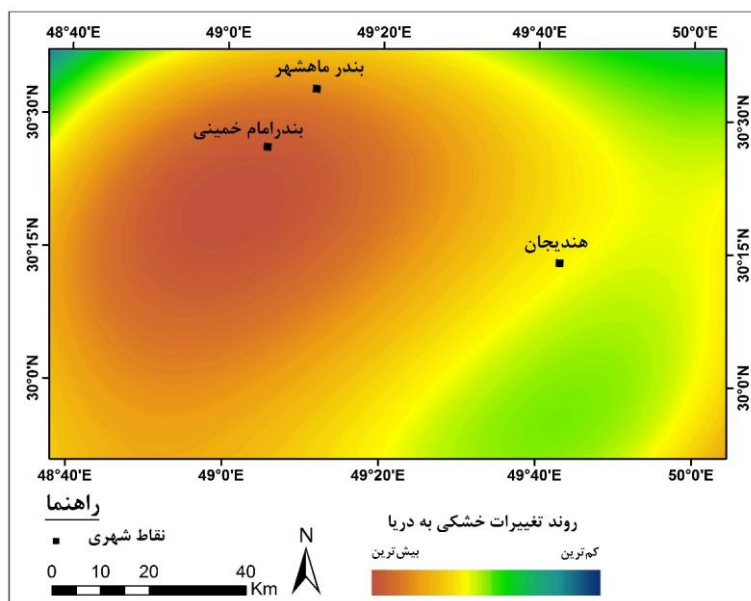 48°40'E 49°0'E 49°20'E 49°40'E 50°0'E
بندر ماهشهر
30°30'N 30°30'N
بندرامام خمینی
هندیجان
30°15'N 30°15'N
30°0'N 30°0'N
48°40'E 49°0'E 49°20'E 49°40'E 50°0'E
راهنما
نقاط شهری
0 10 20 40
Km
N
روند تغییرات خشکی به دریا
بیش‌ترین کم‌ترین